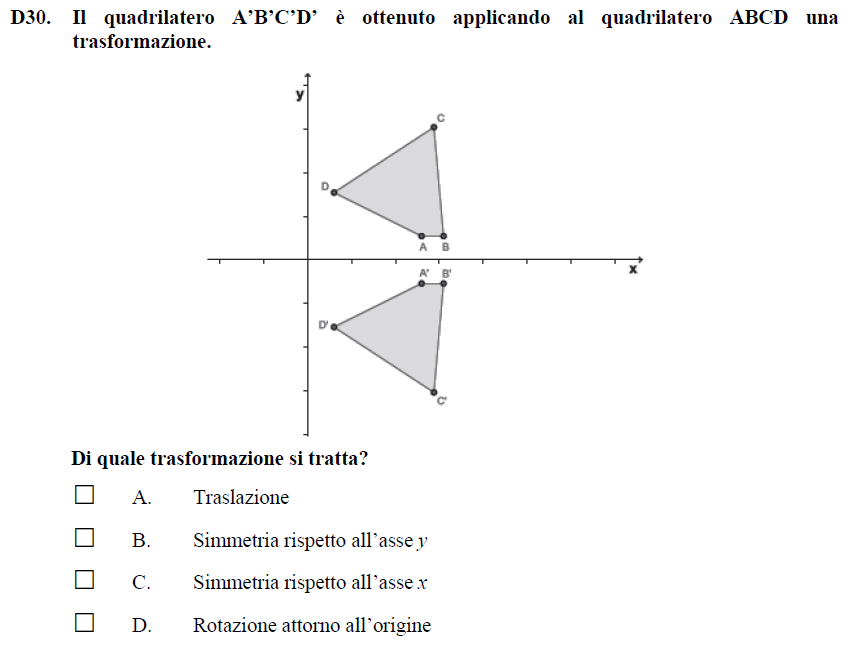 D30. Il quadrilatero A’B’C’D’ è ottenuto applicando al quadrilatero ABCD una
trasformazione.
y
C
D
A B
x
A' B'
D'
C'
Di quale trasformazione si tratta?
A. Traslazione
B. Simmetria rispetto all’asse y
C. Simmetria rispetto all’asse x
D. Rotazione attorno all’origine